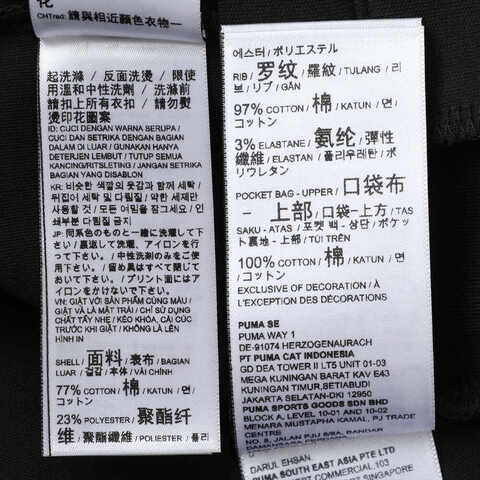 花
CHTrad: 請與相近顏色衣物一
起洗滌 / 反面洗燙 / 限使
用溫和中性洗劑 / 洗滌前
請扣上所有衣扣 / 請勿熨
燙印花圖案
ID: CUCI DENGAN WARNA SERUPA/
CUCI DAN SETRIKA DENGAN BAGIAN
DALAM DI LUAR / GUNAKAN HANYA
DETERJEN LEMBUT / TUTUP SEMUA
KANCING/RITSLETING / JANGAN SETRIKA
BAGIAN YANG DISABLON
KR: 비슷한 색깔의 옷감과 함께 세탁 /
뒤집어 세탁 및 다림질 / 약한 세제만
사용할 것 / 모든 여밈을 잠그세요 / 인
쇄부분 다림질 금지
JP: 同系色のものと一緒に洗濯して下さ
い / 裏返して洗濯し、アイロンを行
って下さい。 / 中性洗剤のみをご使
用下さい。 / 留め具はすべて閉じて
おいて下さい。 / プリント面にはアイ
ロンをかけないで下さい。
VN: GIẶT VỚI SẢN PHẨM CÙNG MÀU /
GIẶT VÀ LÀ MẶT TRÁI / CHỈ SỬ DỤNG
CHẤT TẨY NHẸ / KÉO KHÓA, CÀI CÚC
TRƯỚC KHI GIẶT / KHÔNG LÀ LÊN
HÌNH IN
SHELL / 面料 / 表布 / BAGIAN
LUAR / 겉감 / 本体 / VẢI CHÍNH
77% COTTON / 棉 / KATUN / 면
/ コットン
23% POLYESTER / 聚酯纤
维 / 聚酯纖維 / POLIESTER / 폴리
エステル / ポリエステル
RIB / 罗纹 / 羅紋 / TULANG / 리
브 / リブ / GÂN
97% COTTON / 棉 / KATUN / 면
/ コットン
3% ELASTANE / 氨纶 / 彈性
纖維 / ELASTAN / 폴리우레탄 / ポ
リウレタン
POCKET BAG - UPPER / 口袋布
- 上部 / 口袋-上方 / TAS
SAKU - ATAS / 포켓 백 - 상단 / ポケッ
ト裏地 - 上部 / TÚI TRÊN
100% COTTON / 棉 / KATUN / 면
/ コットン
EXCLUSIVE OF DECORATION / À
L'EXCEPTION DES DÉCORATIONS
PUMA SE
PUMA WAY 1
DE-91074 HERZOGENAURACH
PT PUMA CAT INDONESIA
GD DEA TOWER II LT5 UNIT 01-03
MEGA KUNINGAN BARAT KAV E43
KUNINGAN TIMUR,SETIABUDI
JAKARTA SELATAN-DKI 12950
PUMA SPORTS GOODS SDN BHD
BLOCK A, LEVEL 10-01 AND 10-02
MENARA MUSTAPHA KAMAL, PJ TRADE
CENTRE
NO. 8, JALAN PJU 8/8A, BANDAR
DARUL EHSAN.
PUMA SOUTH EAST ASIA PTE LTD
COMMERCIAL,103
SINGAPORE